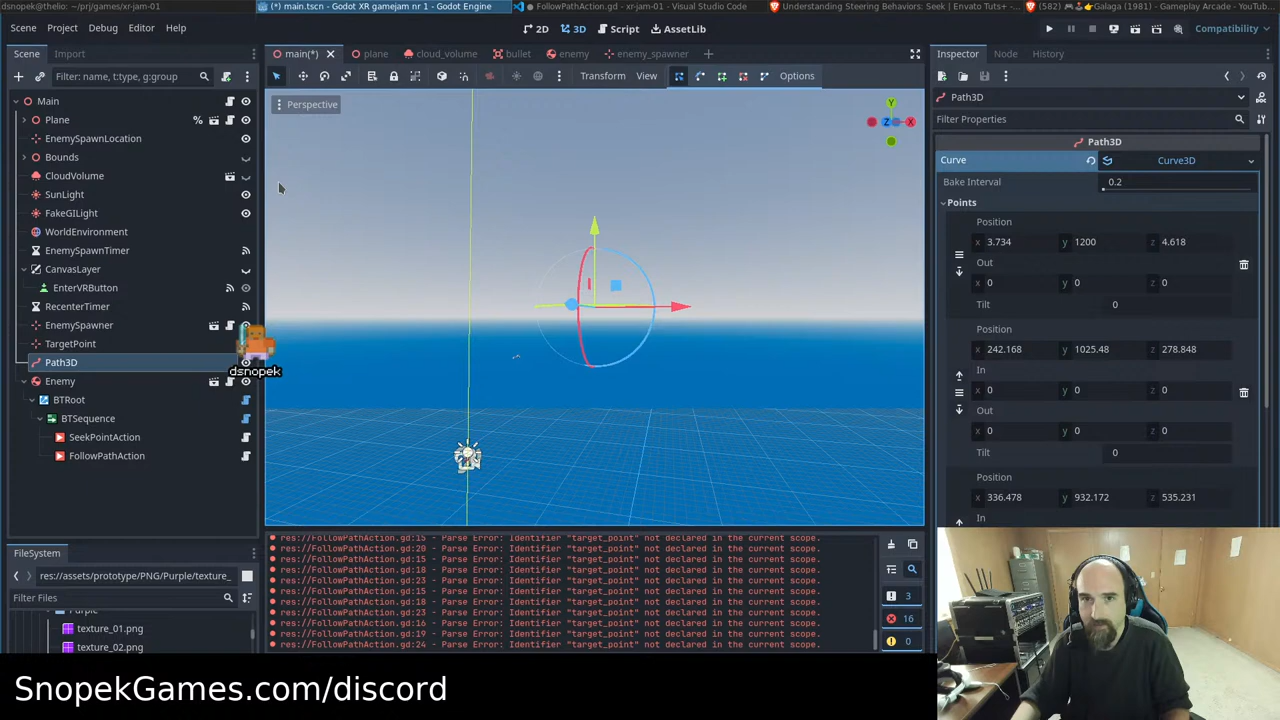 dsnopek@thelio: ~/prj/games/xr-jam-01
(*) main.tscn - Godot XR gamejam nr 1 - Godot Engine
● FollowPathAction.gd - xr-jam-01 - Visual Studio Code
Understanding Steering Behaviors: Seek | Envato Tuts+ -
(582) Galaga (1981) - Gameplay Arcade - YouTu
Scene Project Debug Editor Help
2D 3D Script AssetLib
Compatibility
Scene Import
main(*) plane cloud_volume bullet enemy enemy_spawner
Inspector Node History
Filter: name, t:type, g:group
Transform View Options
Perspective
Y
Z
X
Main
Plane
%
EnemySpawnLocation
Bounds
CloudVolume
SunLight
FakeGILight
WorldEnvironment
EnemySpawnTimer
CanvasLayer
EnterVRButton
RecenterTimer
EnemySpawner
TargetPoint
Path3D
dsnopek
Enemy
BTRoot
BTSequence
SeekPointAction
FollowPathAction
FileSystem
res://assets/prototype/PNG/Purple/texture_
Filter Files
Purple
texture_01.png
texture_02.png
res://FollowPathAction.gd:15 - Parse Error: Identifier "target_point" not declared in the current scope.
res://FollowPathAction.gd:20 - Parse Error: Identifier "target_point" not declared in the current scope.
res://FollowPathAction.gd:15 - Parse Error: Identifier "target_point" not declared in the current scope.
res://FollowPathAction.gd:18 - Parse Error: Identifier "target_point" not declared in the current scope.
res://FollowPathAction.gd:23 - Parse Error: Identifier "target_point" not declared in the current scope.
res://FollowPathAction.gd:15 - Parse Error: Identifier "target_point" not declared in the current scope.
res://FollowPathAction.gd:18 - Parse Error: Identifier "target_point" not declared in the current scope.
res://FollowPathAction.gd:23 - Parse Error: Identifier "target_point" not declared in the current scope.
res://FollowPathAction.gd:16 - Parse Error: Identifier "target_point" not declared in the current scope.
res://FollowPathAction.gd:19 - Parse Error: Identifier "target_point" not declared in the current scope.
res://FollowPathAction.gd:24 - Parse Error: Identifier "target_point" not declared in the current scope.
3
16
0
Path3D
Filter Properties
Path3D
Curve Curve3D
Bake Interval 0.2
Points
Position
x 3.734 y 1200 z 4.618
Out
x 0 y 0 z 0
Tilt 0
Position
x 242.168 y 1025.48 z 278.848
In
x 0 y 0 z 0
Out
x 0 y 0 z 0
Tilt 0
Position
x 336.478 y 932.172 z 535.231
In
SnopekGames.com/discord